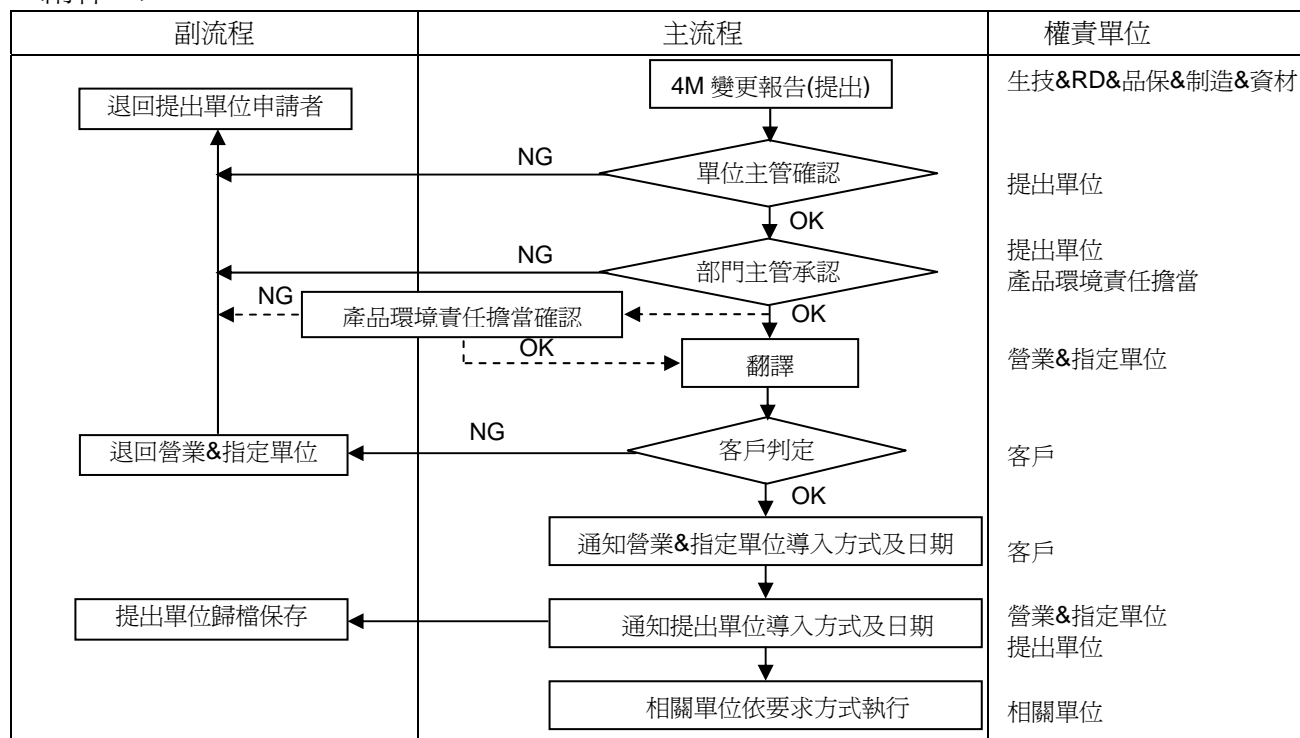 副流程
主流程
權責單位
4M 變更報告(提出)
生技&RD&品保&制造&資材
退回提出單位申請者
NG
單位主管確認
提出單位
OK
NG
部門主管承認
提出單位
產品環境責任擔當
NG
產品環境責任擔當確認
OK
OK
翻譯
營業&指定單位
NG
退回營業&指定單位
客戶判定
客戶
OK
通知營業&指定單位導入方式及日期
客戶
提出單位歸檔保存
通知提出單位導入方式及日期
營業&指定單位
提出單位
相關單位依要求方式執行
相關單位